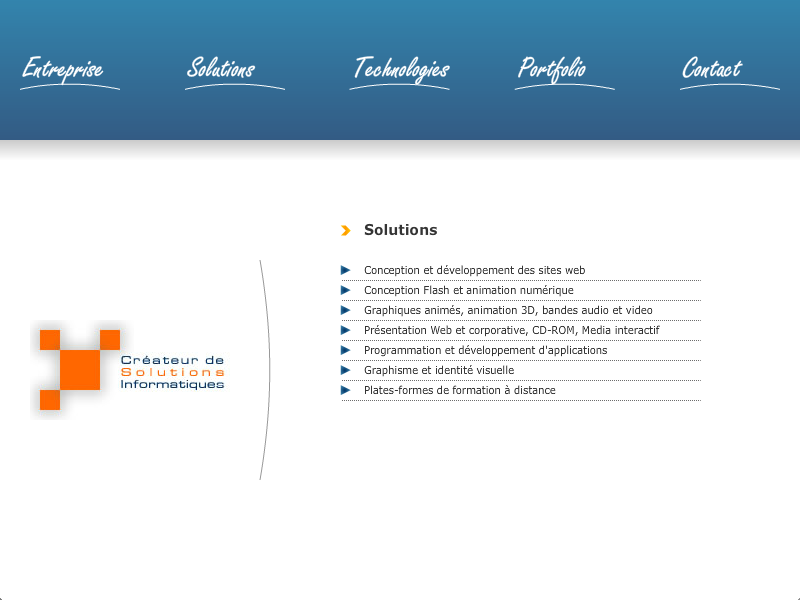 Entreprise
Solutions
Technologies
Portfolio
Contact
Solutions
Conception et développement des sites web
Conception Flash et animation numérique
Graphiques animés, animation 3D, bandes audio et video
Présentation Web et corporative, CD-ROM, Media interactif
Programmation et développement d'applications
Graphisme et identité visuelle
Plates-formes de formation à distance
Créateur de
Solutions
Informatiques